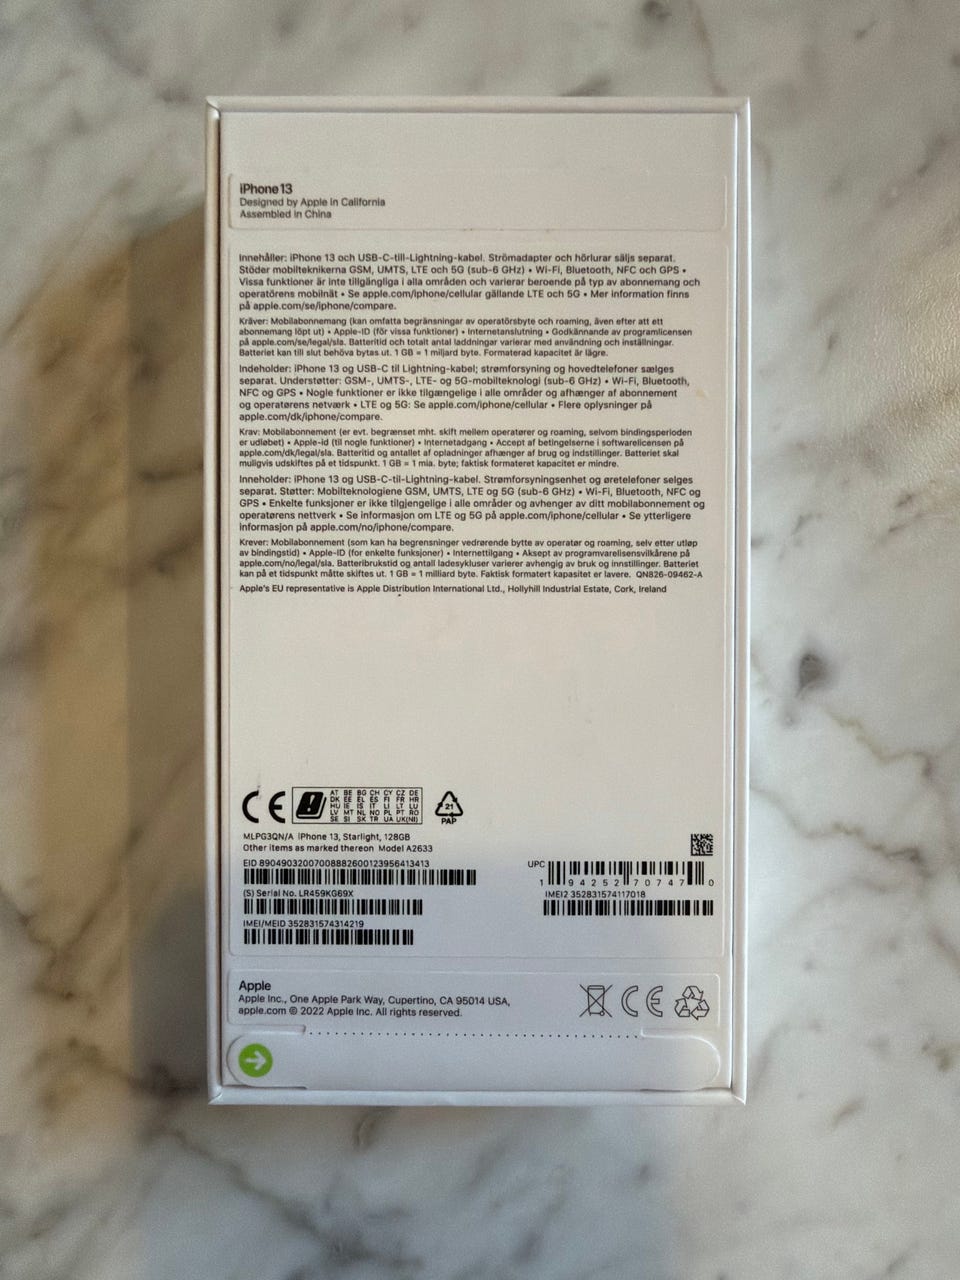 iPhone 13
Designed by Apple in California
Assembled in China
Innehåller: iPhone 13 och USB-C-till-Lightning-kabel. Strömadapter och hörlurar säljs separat.
Stöder mobilteknikerna GSM, UMTS, LTE och 5G (sub-6 GHz) • Wi-Fi, Bluetooth, NFC och GPS •
Vissa funktioner är inte tillgängliga i alla områden och varierar beroende på typ av abonnemang och
operatörens mobilnät • Se apple.com/iphone/cellular gällande LTE och 5G • Mer information finns
på apple.com/se/iphone/compare.
Kräver: Mobilabonnemang (kan omfatta begränsningar av operatörsbyte och roaming, även efter att ett
abonnemang löpt ut) • Apple-ID (för vissa funktioner) • Internetanslutning • Godkännande av programlicensen
på apple.com/se/legal/sla. Batteritid och totalt antal laddningar varierar med användning och inställningar.
Batteriet kan till slut behöva bytas ut. 1 GB = 1 miljard byte. Formaterad kapacitet är lägre.
Indeholder: iPhone 13 og USB-C til Lightning-kabel; strømforsyning og hovedtelefoner sælges
separat. Understøtter: GSM-, UMTS-, LTE- og 5G-mobilteknologi (sub-6 GHz) • Wi-Fi, Bluetooth,
NFC og GPS • Nogle funktioner er ikke tilgængelige i alle områder og afhænger af abonnement
og operatørens netværk • LTE og 5G: Se apple.com/iphone/cellular • Flere oplysninger på
apple.com/dk/iphone/compare.
Krav: Mobilabonnement (er evt. begrænset mht. skift mellem operatører og roaming, selvom bindingsperioden
er udløbet) • Apple-id (til nogle funktioner) • Internetadgang • Accept af betingelserne i softwarelicensen på
apple.com/dk/legal/sla. Batteritid og antallet af opladninger afhænger af brug og indstillinger. Batteriet skal
muligvis udskiftes på et tidspunkt. 1 GB = 1 mia. byte; faktisk formateret kapacitet er mindre.
Inneholder: iPhone 13 og USB-C-til-Lightning-kabel. Strømforsyningsenhet og øretelefoner selges
separat. Støtter: Mobilteknologiene GSM, UMTS, LTE og 5G (sub-6 GHz) • Wi-Fi, Bluetooth, NFC og
GPS • Enkelte funksjoner er ikke tilgjengelige i alle områder og avhenger av ditt mobilabonnement og
operatørens nettverk • Se informasjon om LTE og 5G på apple.com/iphone/cellular • Se ytterligere
informasjon på apple.com/no/iphone/compare.
Krever: Mobilabonnement (som kan ha begrensninger vedrørende bytte av operatør og roaming, selv etter utløp
av bindingstid) • Apple-ID (for enkelte funksjoner) • Internettilgang • Aksept av programvarelisensvilkårene på
apple.com/no/legal/sla. Batteribrukstid og antall ladesykluser varierer avhengig av bruk og innstillinger. Batteriet
kan på et tidspunkt måtte skiftes ut. 1 GB = 1 milliard byte. Faktisk formatert kapasitet er lavere. QN826-09462-A
Apple's EU representative is Apple Distribution International Ltd., Hollyhill Industrial Estate, Cork, Ireland
CE
AT BE BG CH CY CZ DE
DK EE EL ES FI FR HR
HU IE IS IT LI LT LU
LV MT NL NO PL PT RO
SE SI SK TR UA UK(NI)
21
PAP
MLPG3QN/A iPhone 13, Starlight, 128GB
Other items as marked thereon Model A2633
EID 89049032007008882600123956413413
(S) Serial No. LR459KG69X
IMEI/MEID 352831574314219
UPC
1 94252 70747 0
IMEI2 352831574117018
Apple
Apple Inc., One Apple Park Way, Cupertino, CA 95014 USA,
apple.com © 2022 Apple Inc. All rights reserved.
CE